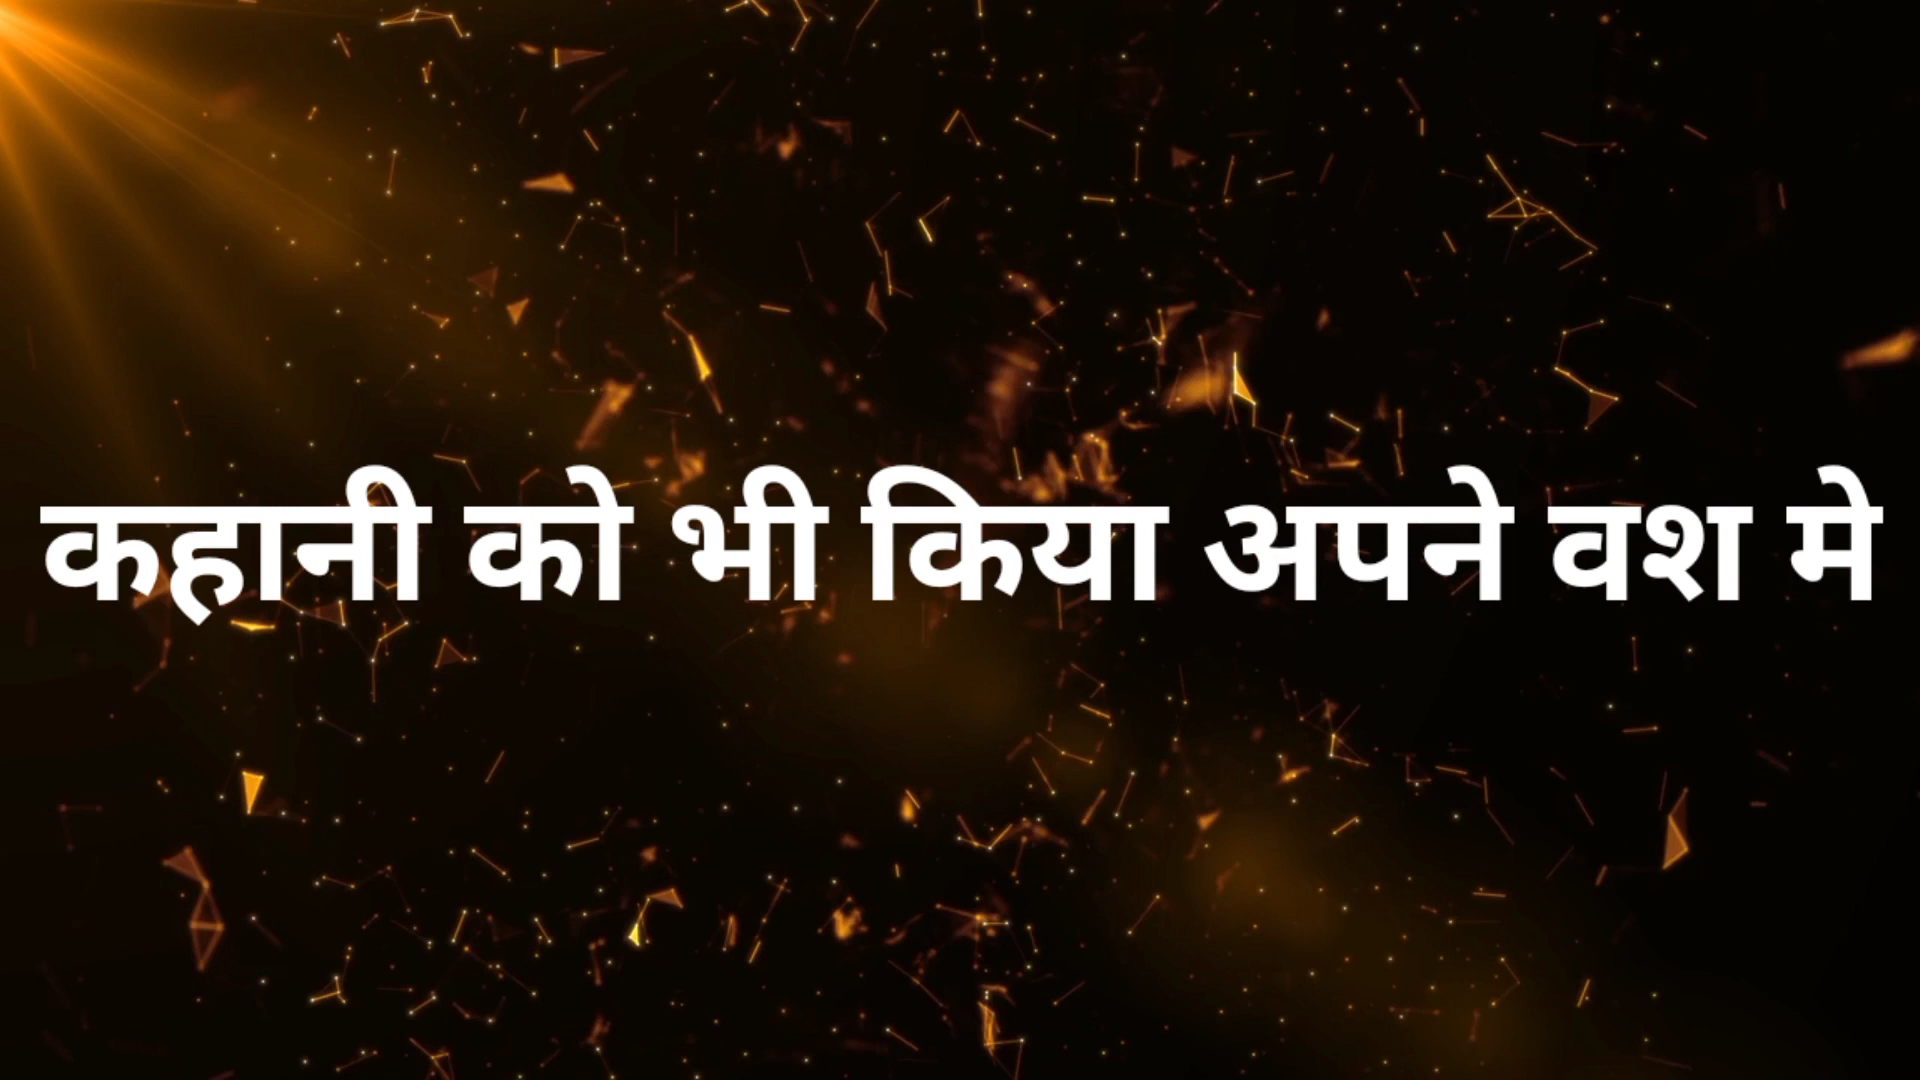 कहानी को भी किया अपने वश मे